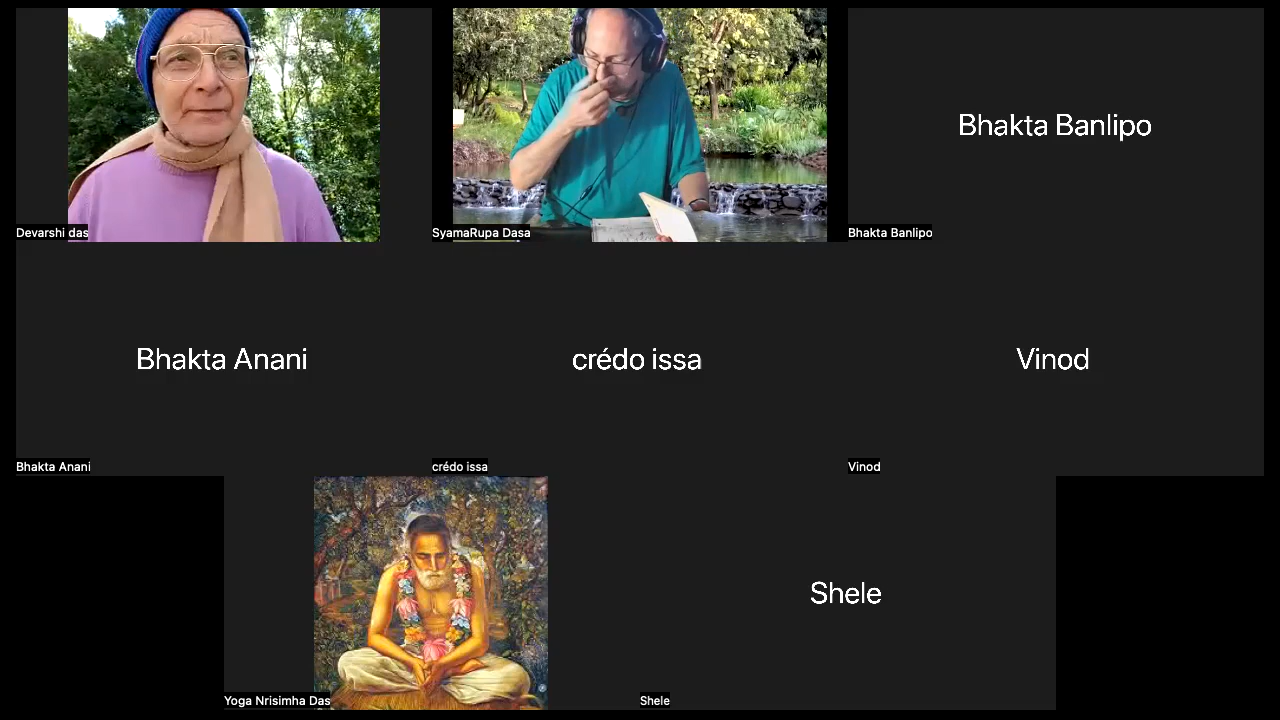 Bhakta Banlipo
Devarshi das
SyamaRupa Dasa
Bhakta Banlipo
Bhakta Anani
crédo issa
Vinod
Bhakta Anani
crédo issa
Vinod
Shele
Yoga Nrisimha Das
Shele